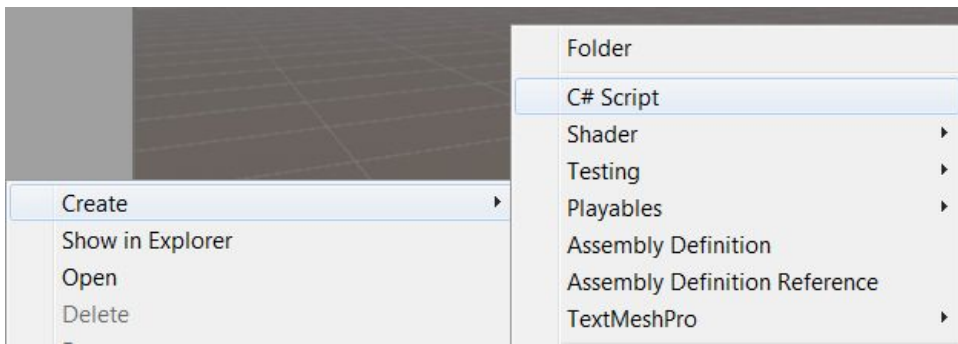 Folder
C# Script
Shader
Testing
Playables
Assembly Definition
Assembly Definition Reference
TextMeshPro
Create
Show in Explorer
Open
Delete